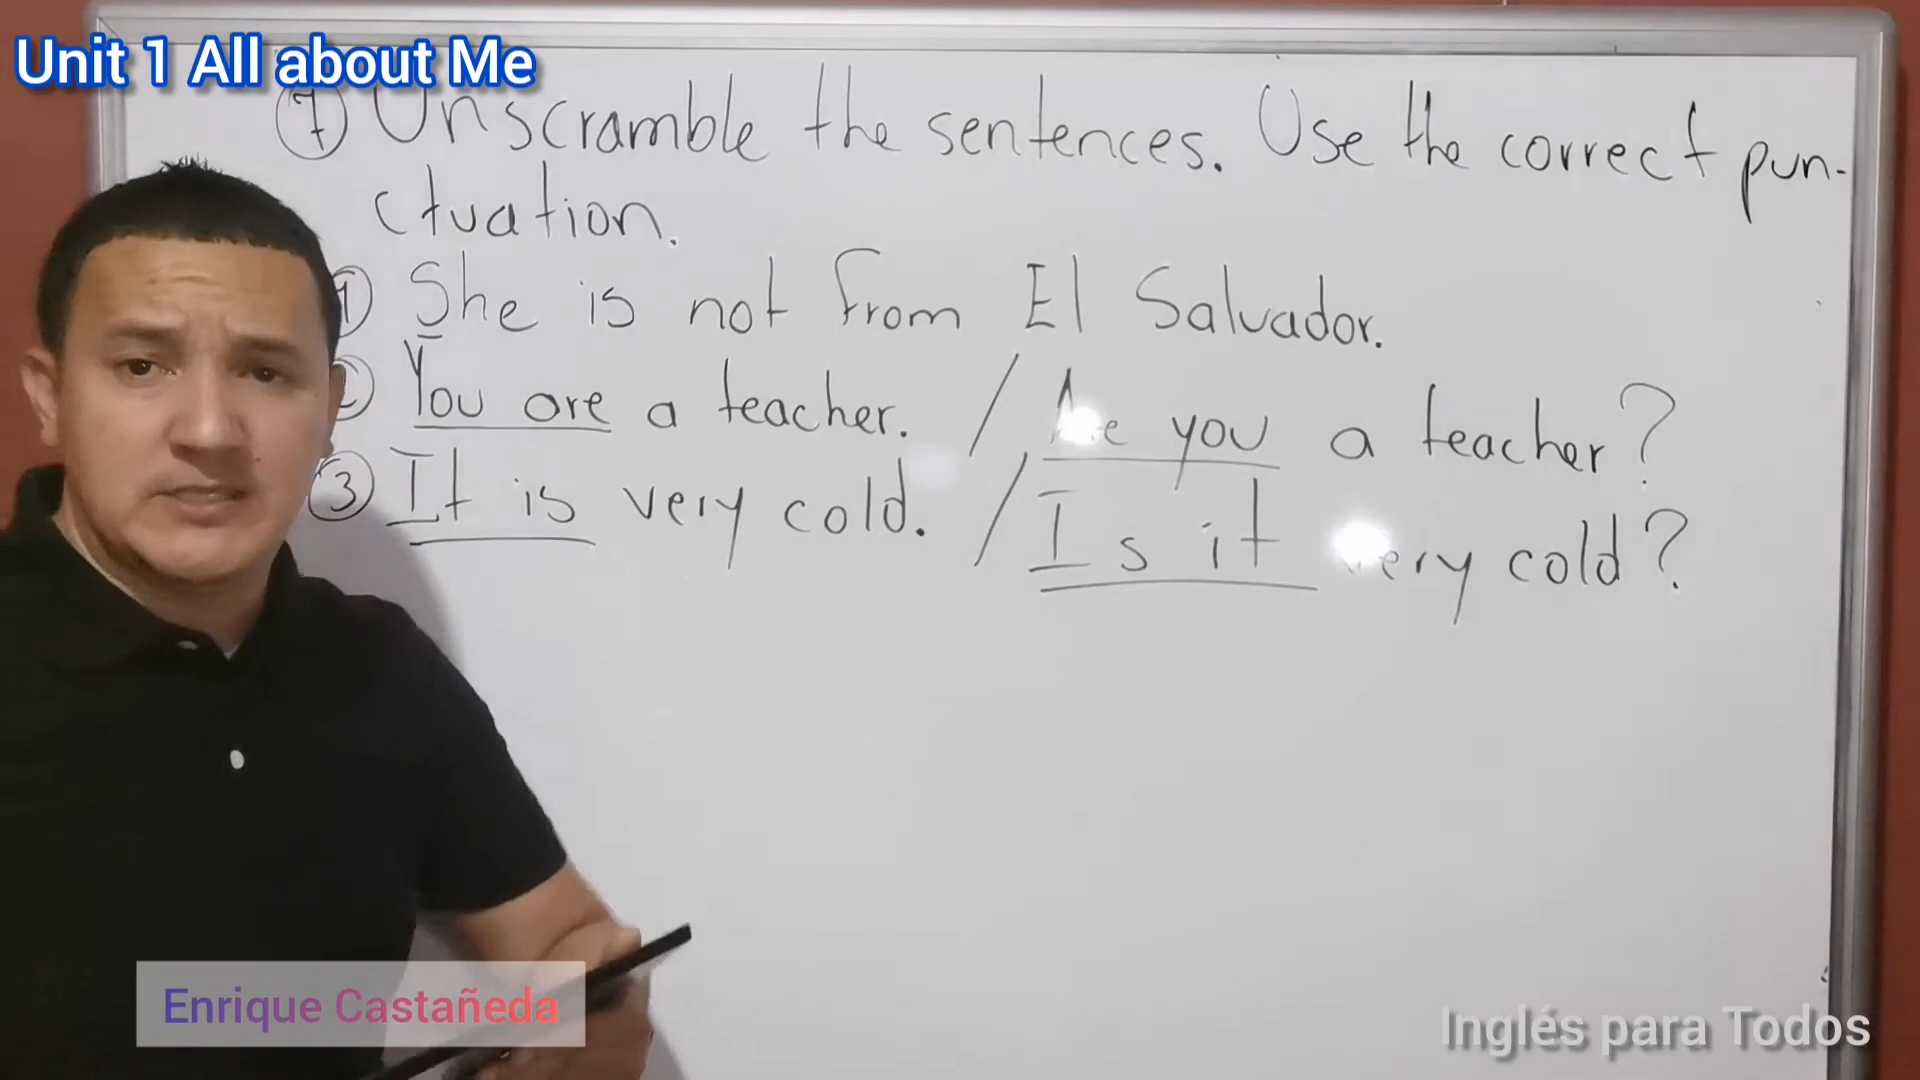 Unit 1 All about Me
7 Unscramble the sentences. Use the correct pun-
ctuation.
1 She is not from El Salvador.
2 You are a teacher. / Are you a teacher?
3 It is very cold. / Is it very cold?
Enrique Castañeda
Inglés para Todos